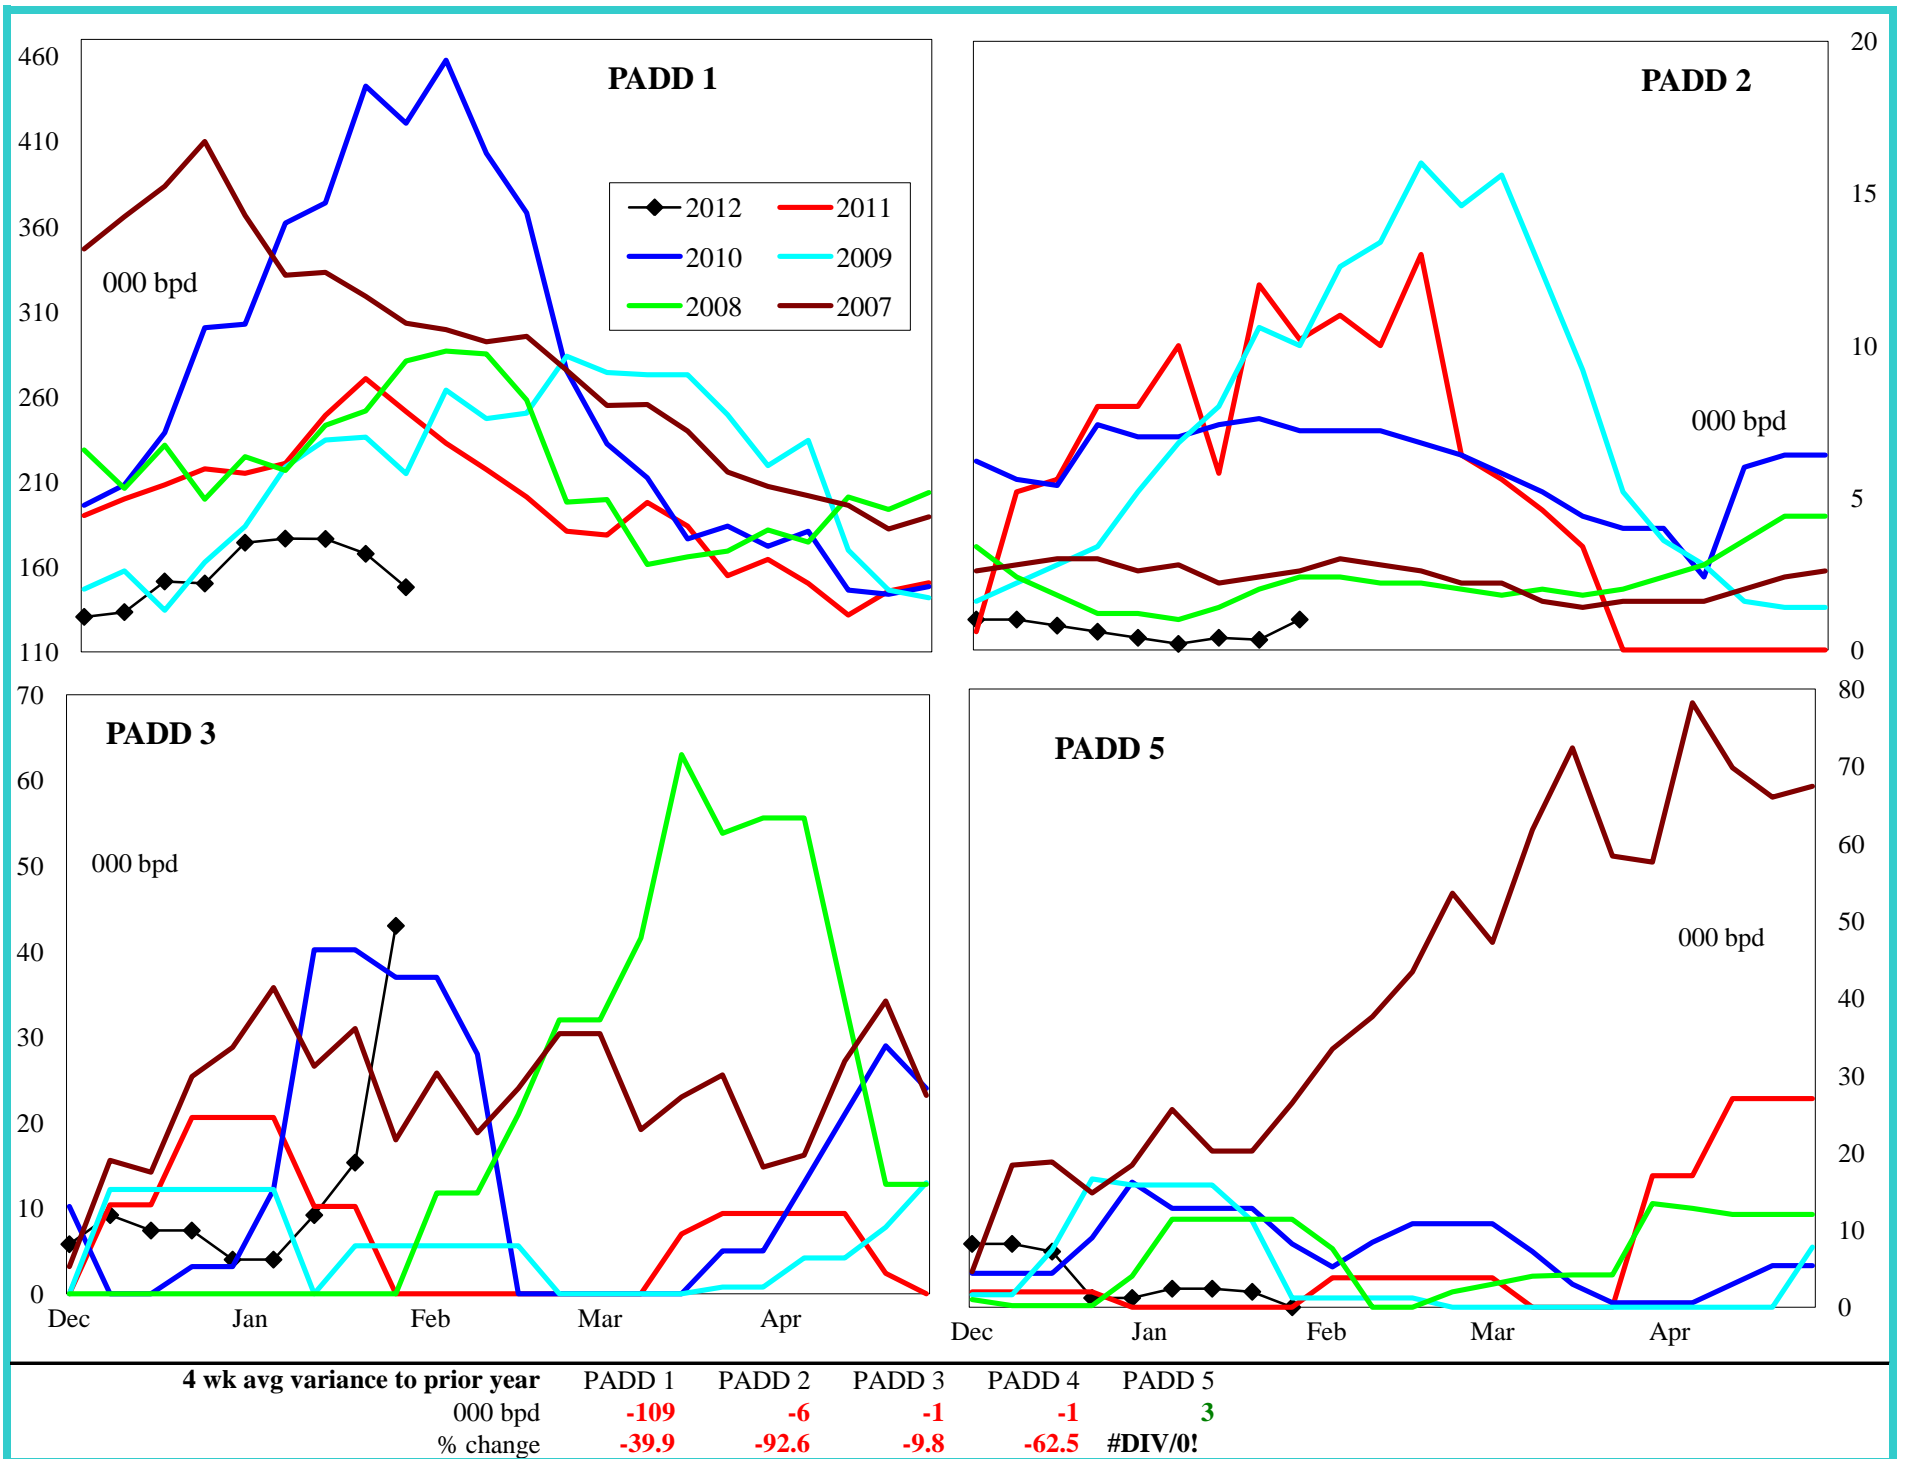 PADD 1
460
410
360
310
260
210
160
110
000 bpd
2012 2011
2010 2009
2008 2007
PADD 2
20
15
10
5
0
000 bpd
PADD 3
70
60
50
40
30
20
10
0
000 bpd
Dec Jan Feb Mar Apr
PADD 5
80
70
60
50
40
30
20
10
0
000 bpd
Dec Jan Feb Mar Apr
4 wk avg variance to prior year PADD 1 PADD 2 PADD 3 PADD 4 PADD 5
000 bpd -109 -6 -1 -1 3
% change -39.9 -92.6 -9.8 -62.5 #DIV/0!